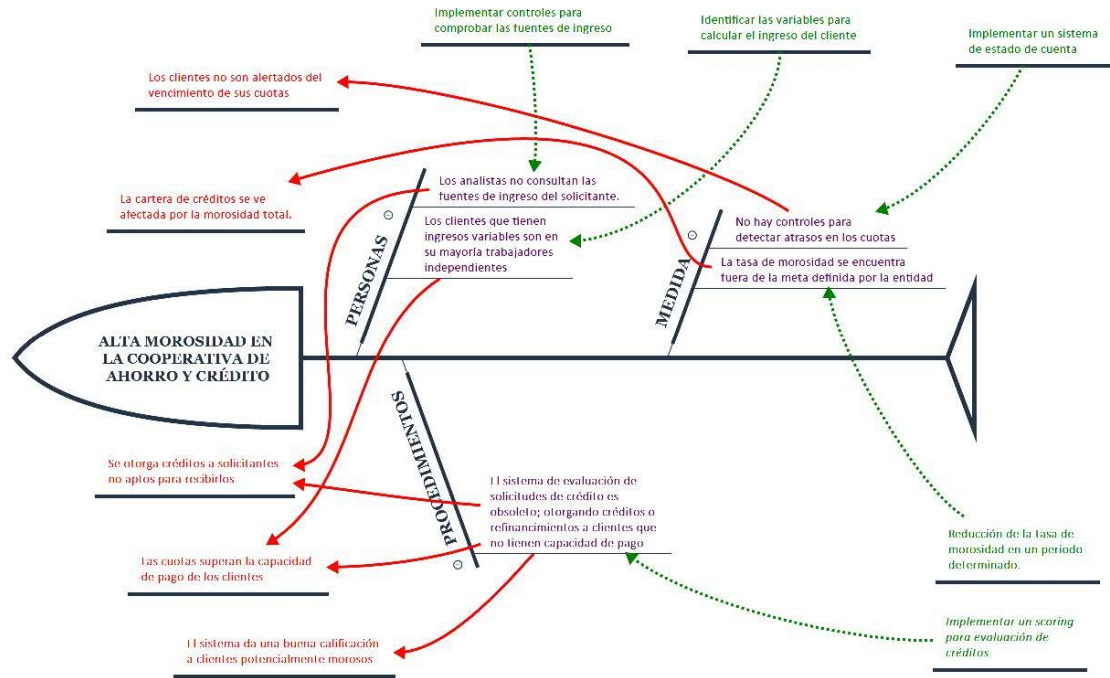 Implementar controles para
comprobar las fuentes de ingreso
Identificar las variables para
calcular el ingreso del cliente
Implementar un sistema
de estado de cuenta
Los clientes no son alertados del
vencimiento de sus cuotas
La cartera de créditos se ve
afectada por la morosidad total.
PERSONAS
Los analistas no consultan las
fuentes de ingreso del solicitante.
Los clientes que tienen
ingresos variables son en
su mayoría trabajadores
independientes
MEDIDA
No hay controles para
detectar atrasos en los cuotas
La tasa de morosidad se encuentra
fuera de la meta definida por la entidad
ALTA MOROSIDAD EN
LA COOPERATIVA DE
AHORRO Y CRÉDITO
PROCEDIMIENTOS
Se otorga créditos a solicitantes
no aptos para recibirlos
El sistema de evaluación de
solicitudes de crédito es
obsoleto; otorgando créditos o
refinanciamientos a clientes que
no tienen capacidad de pago
Las cuotas superan la capacidad
de pago de los clientes
El sistema da una buena calificación
a clientes potencialmente morosos
Reducción de la tasa de
morosidad en un periodo
determinado.
Implementar un scoring
para evaluación de
créditos